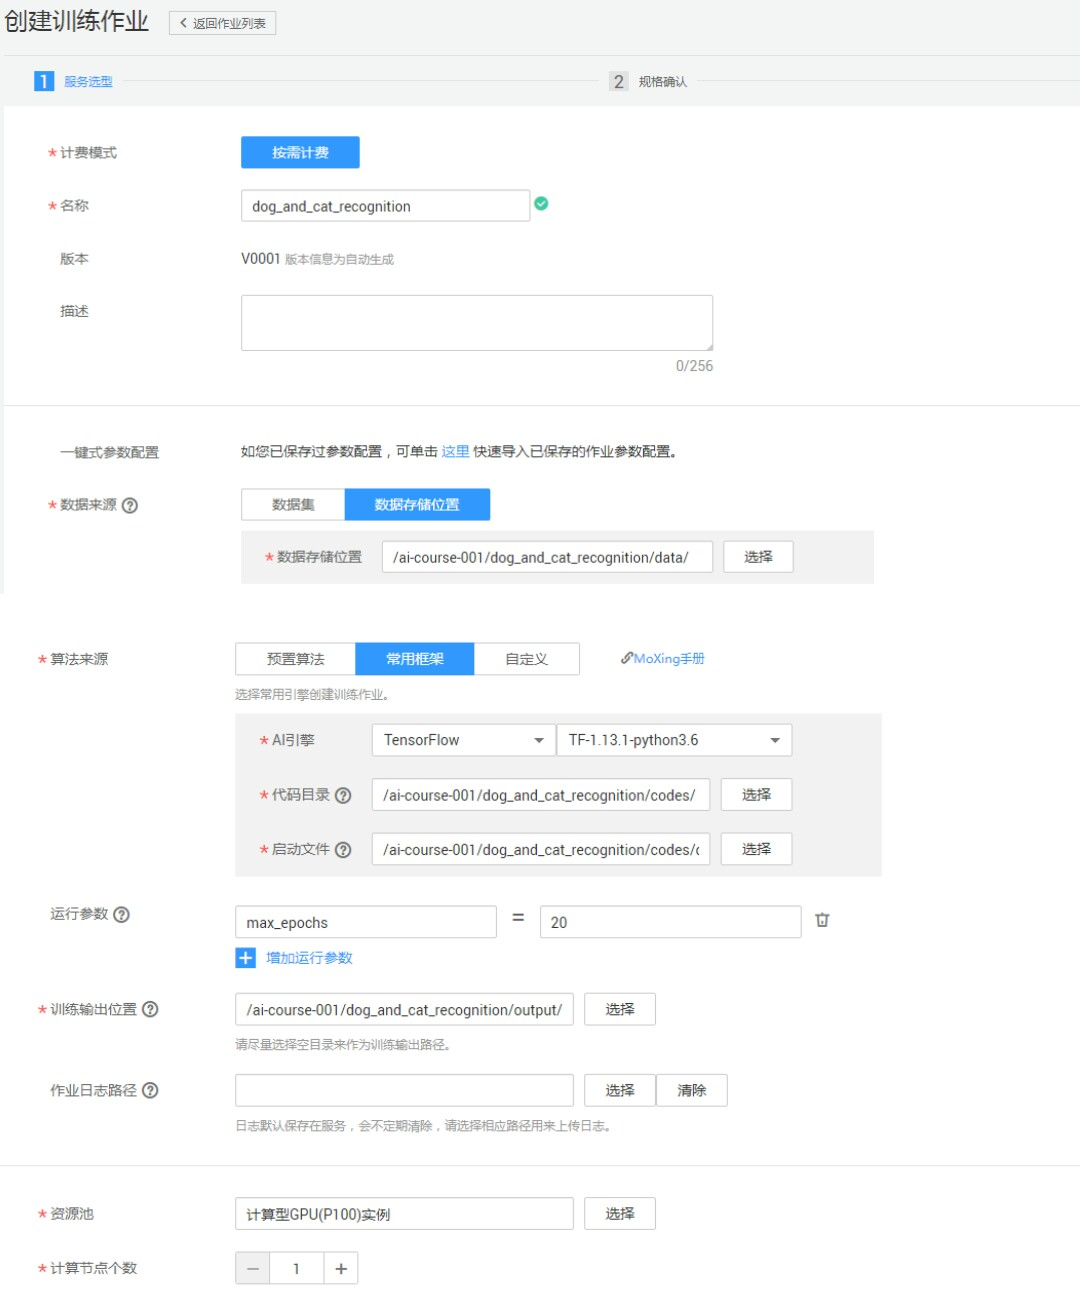 创建训练作业 < 返回作业列表
1 服务选型 2 规格确认
* 计费模式 按需计费
* 名称 dog_and_cat_recognition
版本 V0001 版本信息为自动生成
描述
0/256
一键式参数配置 如您已保存过参数配置，可单击 这里 快速导入已保存的作业参数配置。
* 数据来源 ? 数据集 数据存储位置
* 数据存储位置 /ai-course-001/dog_and_cat_recognition/data/ 选择
* 算法来源 预置算法 常用框架 自定义 MoXing手册
选择常用引擎创建训练作业。
* AI引擎 TensorFlow TF-1.13.1-python3.6
* 代码目录 ? /ai-course-001/dog_and_cat_recognition/codes/ 选择
* 启动文件 ? /ai-course-001/dog_and_cat_recognition/codes/ 选择
运行参数 ? max_epochs = 20
+ 增加运行参数
* 训练输出位置 ? /ai-course-001/dog_and_cat_recognition/output/ 选择
请尽量选择空目录来作为训练输出路径。
作业日志路径 ? 选择 清除
日志默认保存在服务，会不定期清除，请选择相应路径用来上传日志。
* 资源池 计算型GPU(P100)实例 选择
* 计算节点个数 − 1 +